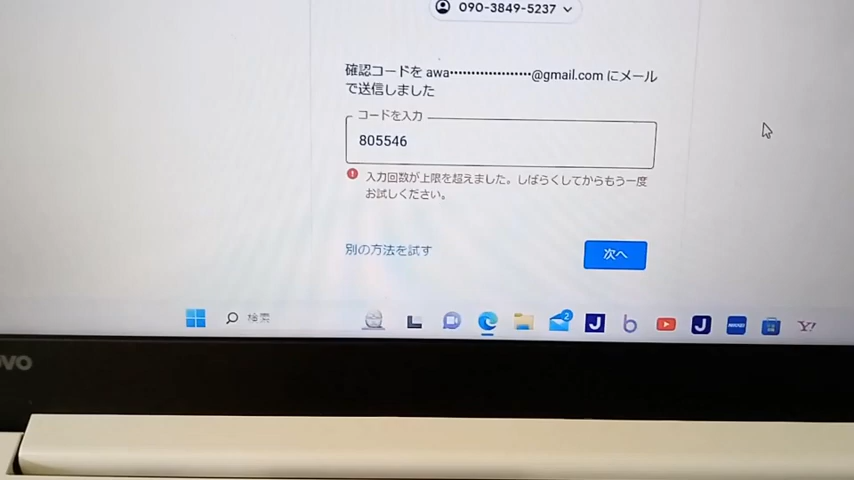 090-3849-5237
確認コードを awa•••••••••••••••••••@gmail.com にメール
で送信しました
コードを入力
805546
入力回数が上限を超えました。しばらくしてからもう一度
お試しください。
別の方法を試す
次へ
検索
2
J
b
J
Y!